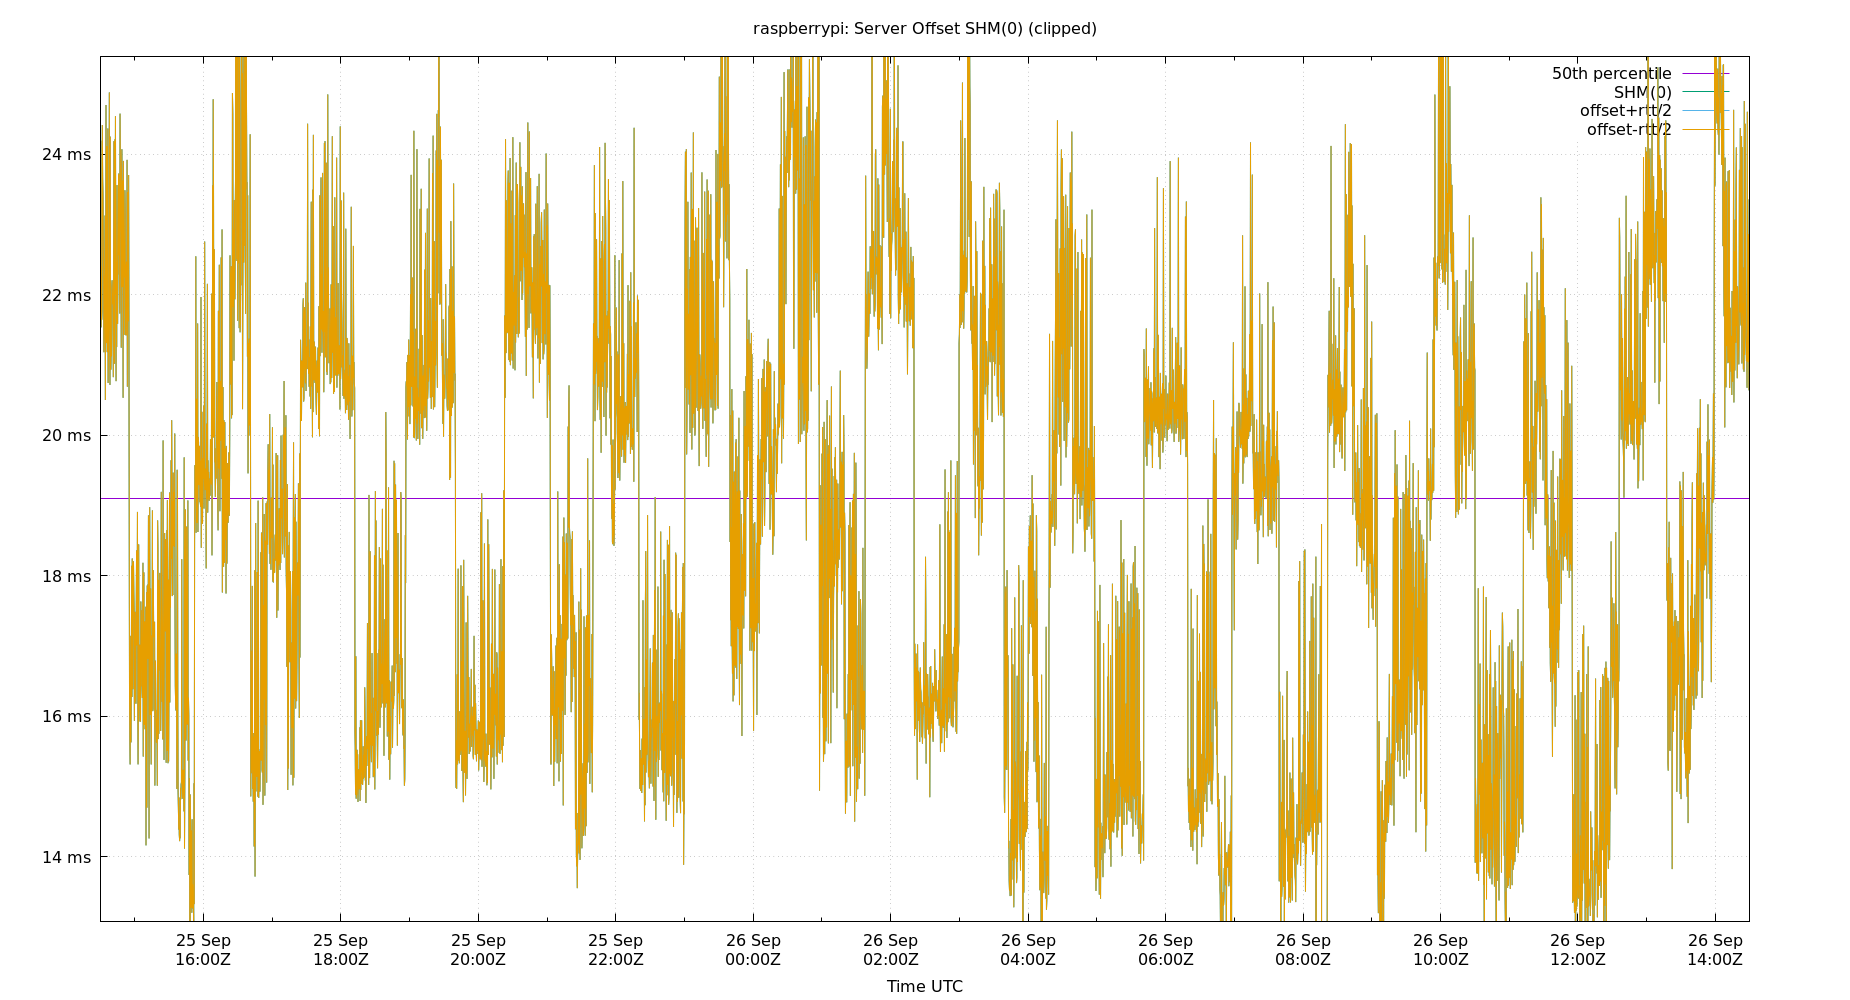 raspberrypi: Server Offset SHM(0) (clipped)
50th percentile
SHM(0)
offset+rtt/2
offset-rtt/2
24 ms
22 ms
20 ms
18 ms
16 ms
14 ms
25 Sep 25 Sep 25 Sep 25 Sep 26 Sep 26 Sep 26 Sep 26 Sep 26 Sep 26 Sep 26 Sep 26 Sep
16:00Z 18:00Z 20:00Z 22:00Z 00:00Z 02:00Z 04:00Z 06:00Z 08:00Z 10:00Z 12:00Z 14:00Z
Time UTC